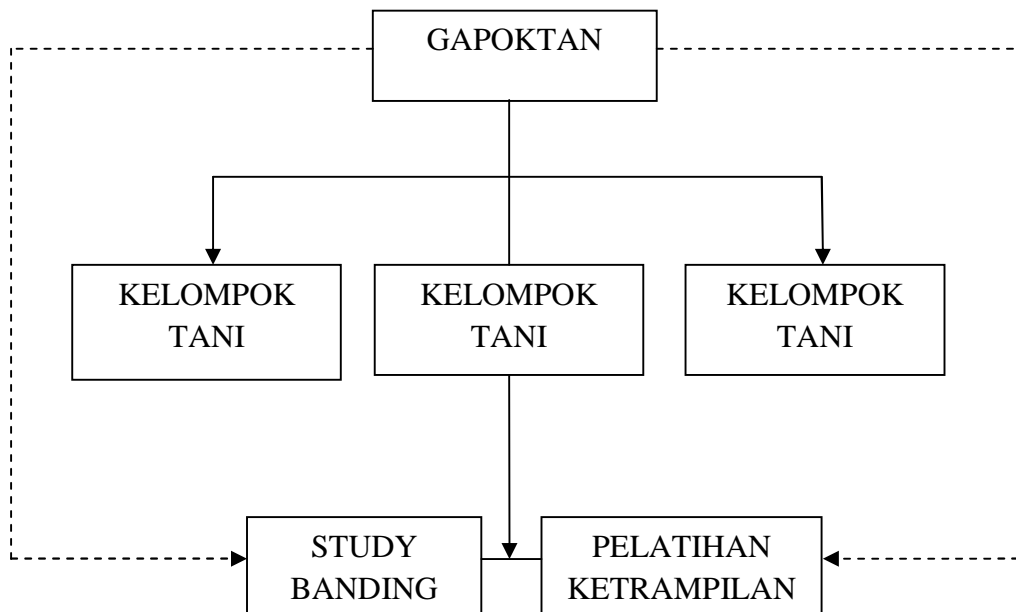 GAPOKTAN
KELOMPOK
TANI
KELOMPOK
TANI
KELOMPOK
TANI
STUDY
BANDING
PELATIHAN
KETRAMPILAN